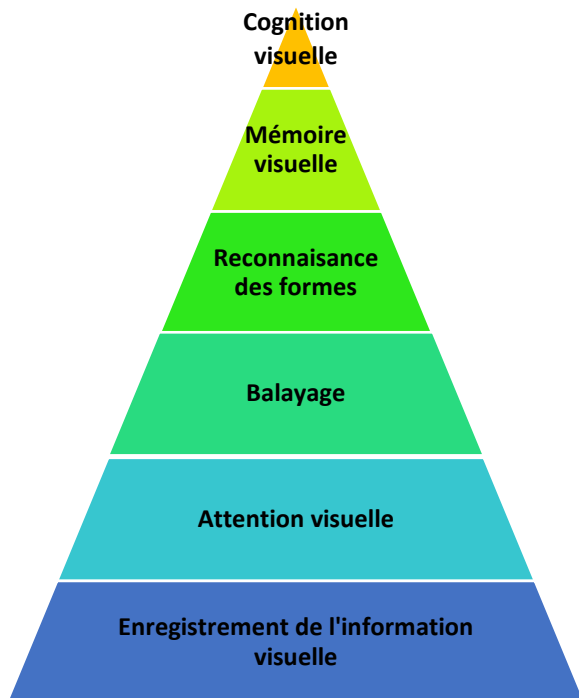 Cognition
visuelle
Mémoire
visuelle
Reconnaisance
des formes
Balayage
Attention visuelle
Enregistrement de l'information
visuelle